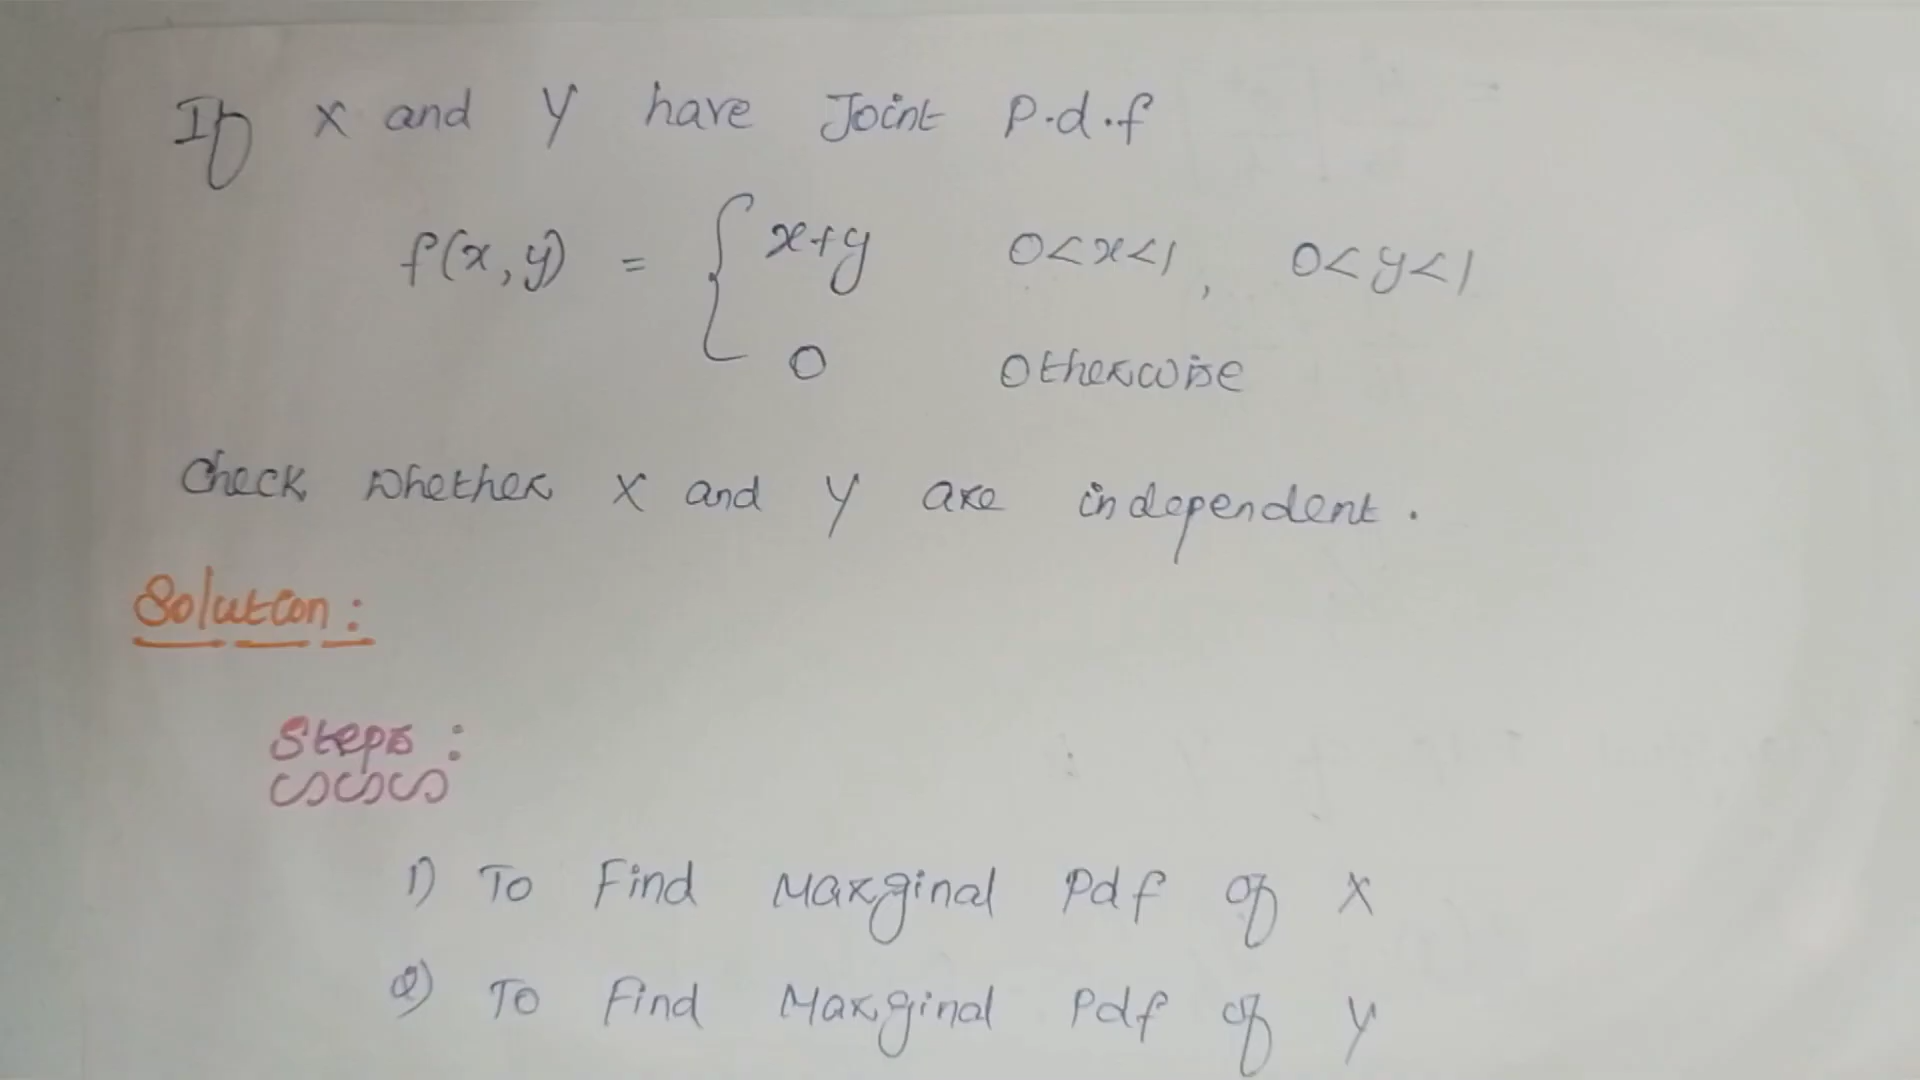 If X and Y have Joint P.d.f
f(x,y) = { x+y 0<x<1, 0<y<1
0 otherwise
Check whether X and Y are independent.
Solution:
Steps:
1) To Find Marginal Pdf of X
2) To Find Marginal Pdf of Y